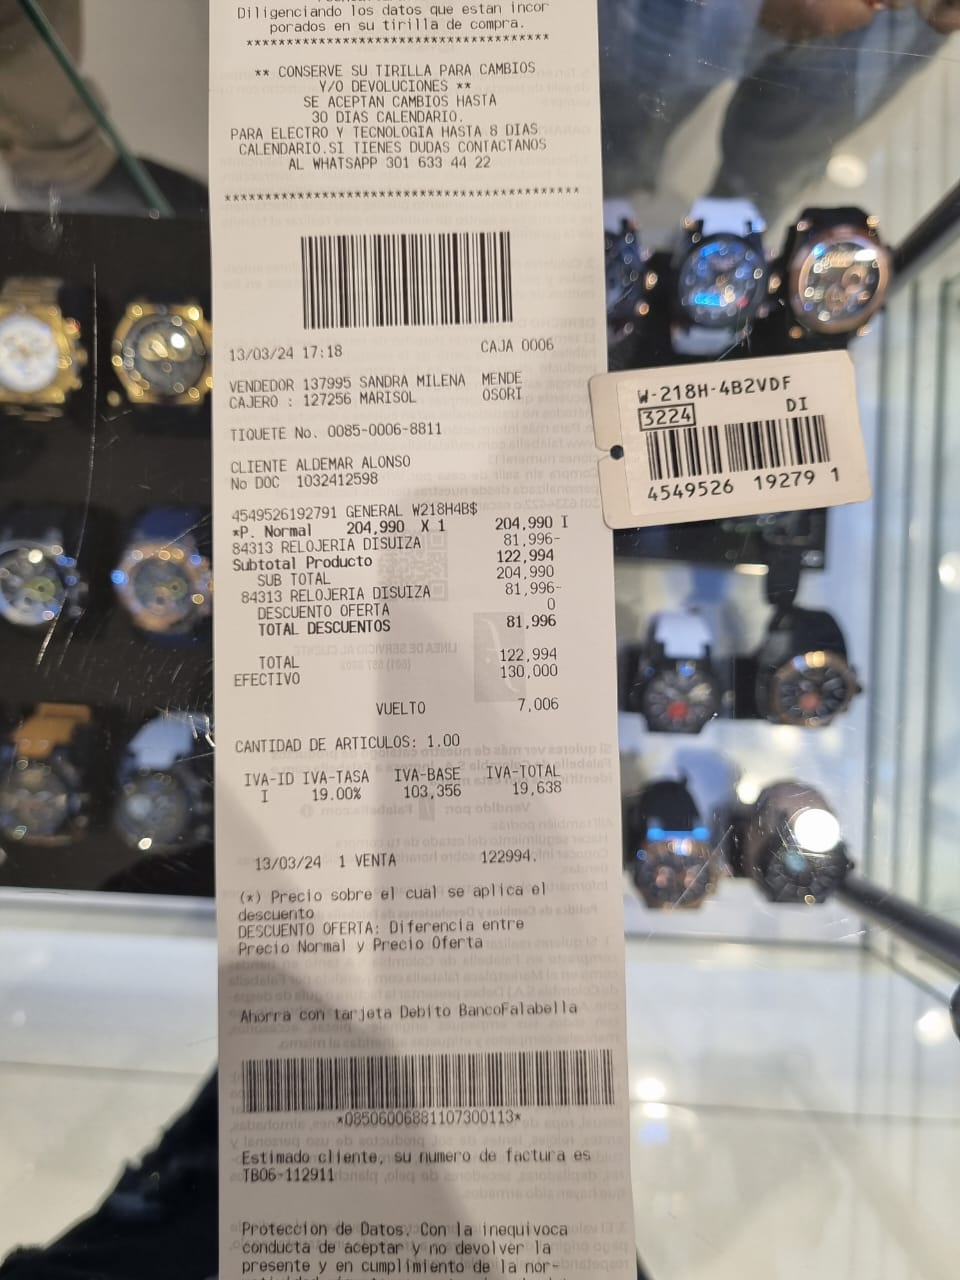 Diligenciando los datos que estan incor
porados en su tirilla de compra.
****************************************
** CONSERVE SU TIRILLA PARA CAMBIOS
Y/O DEVOLUCIONES **
SE ACEPTAN CAMBIOS HASTA
30 DIAS CALENDARIO.
PARA ELECTRO Y TECNOLOGIA HASTA 8 DIAS
CALENDARIO.SI TIENES DUDAS CONTACTANOS
AL WHATSAPP 301 633 44 22
***********************************************
13/03/24 17:18 CAJA 0006
VENDEDOR 137995 SANDRA MILENA MENDE
CAJERO : 127256 MARISOL OSORI
TIQUETE No. 0085-0006-8811
CLIENTE ALDEMAR ALONSO
No DOC 1032412598
4549526192791 GENERAL W218H4B$
*P. Normal 204,990 X 1 204,990 I
84313 RELOJERIA DISUIZA 81,996-
Subtotal Producto 122,994
SUB TOTAL 204,990
84313 RELOJERIA DISUIZA 81,996-
DESCUENTO OFERTA 0
TOTAL DESCUENTOS 81,996
TOTAL 122,994
EFECTIVO 130,000
VUELTO 7,006
CANTIDAD DE ARTICULOS: 1.00
IVA-ID IVA-TASA IVA-BASE IVA-TOTAL
I 19.00% 103,356 19,638
13/03/24 1 VENTA 122994.
(*) Precio sobre el cual se aplica el
descuento
DESCUENTO OFERTA: Diferencia entre
Precio Normal y Precio Oferta
Ahorra con tarjeta Debito BancoFalabella
*08506006881107300113*
Estimado cliente, su numero de factura es
TB06-112911
Protección de Datos. Con la inequivoca
conducta de aceptar y no devolver la
presente y en cumplimiento de la nor-
W-218H-4B2VDF
3224 DI
4549526 19279 1